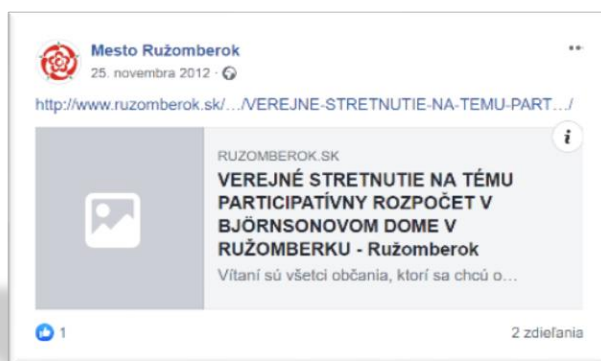 Mesto Ružomberok
25. novembra 2012 ·
http://www.ruzomberok.sk/.../VEREJNE-STRETNUTIE-NA-TEMU-PART.../
i
RUZOMBEROK.SK
VEREJNÉ STRETNUTIE NA TÉMU
PARTICIPATÍVNY ROZPOČET V
BJÖRNSONOVOM DOME V
RUŽOMBERKU - Ružomberok
Vítaní sú všetci občania, ktorí sa chcú o...
1
2 zdieľania